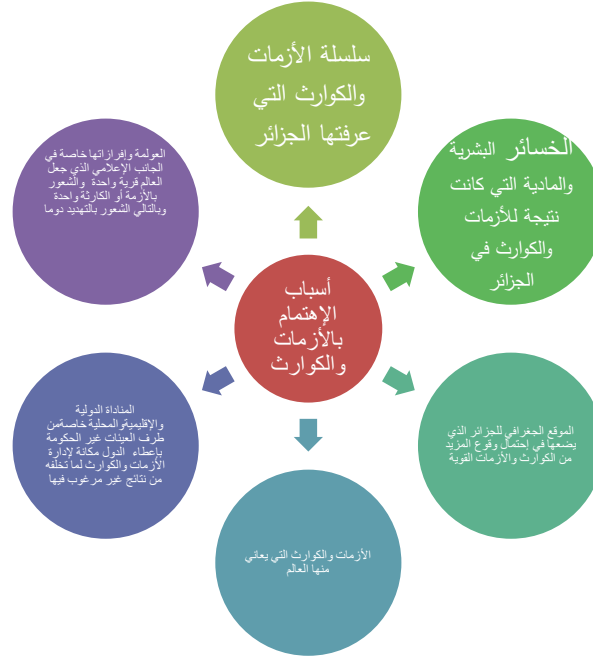 سلسلة الأزمات
والكوارث التي
عرفتها الجزائر
الخسائر البشرية
والمادية التي كانت
نتيجة للأزمات
والكوارث في
الجزائر
الموقع الجغرافي للجزائر الذي
يضعها في إحتمال وقوع المزيد
من الكوارث والأزمات القوية
الأزمات والكوارث التي يعاني
منها العالم
المناداة الدولية
والإقليمية والمحلية خاصة من
طرف العينات غير الحكومة
بإعطاء الدول مكانة لإدارة
الأزمات والكوارث لما تخلفه
من نتائج غير مرغوب فيها
العولمة وإفرازاتها خاصة في
الجانب الإعلامي الذي جعل
العالم قرية واحدة والشعور
بالأزمة أو الكارثة واحدة
وبالتالي الشعور بالتهديد دوما
أسباب
الإهتمام
بالأزمات
والكوارث